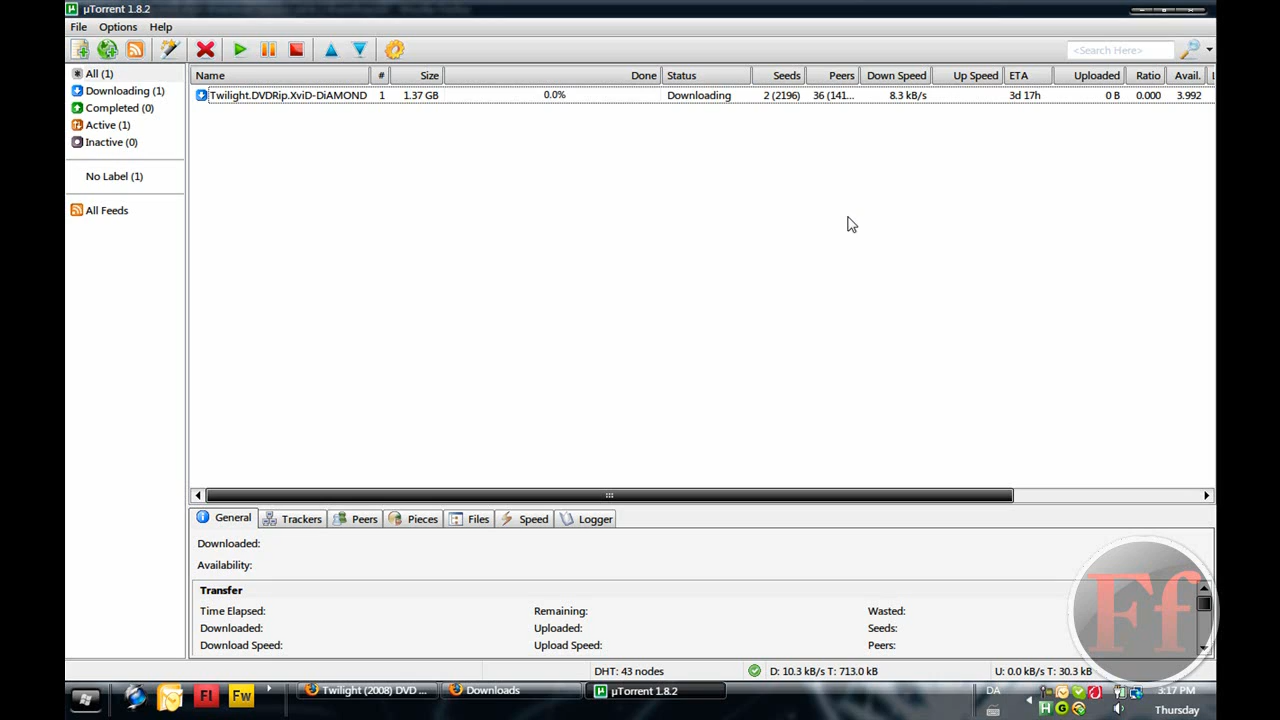 µTorrent 1.8.2
File Options Help
<Search Here>
All (1)
Downloading (1)
Completed (0)
Active (1)
Inactive (0)
No Label (1)
All Feeds
Name # Size Done Status Seeds Peers Down Speed Up Speed ETA Uploaded Ratio Avail. L
Twilight.DVDRip.XviD-DiAMOND 1 1.37 GB 0.0% Downloading 2 (2196) 36 (141... 8.3 kB/s 3d 17h 0 B 0.000 3.992
General Trackers Peers Pieces Files Speed Logger
Downloaded:
Availability:
Transfer
Time Elapsed: Remaining: Wasted:
Downloaded: Uploaded: Seeds:
Download Speed: Upload Speed: Peers:
Ff
DHT: 43 nodes D: 10.3 kB/s T: 713.0 kB U: 0.0 kB/s T: 30.3 kB
Fl Fw Twilight (2008) DVD ... Downloads µTorrent 1.8.2 DA 3:17 PM
Thursday